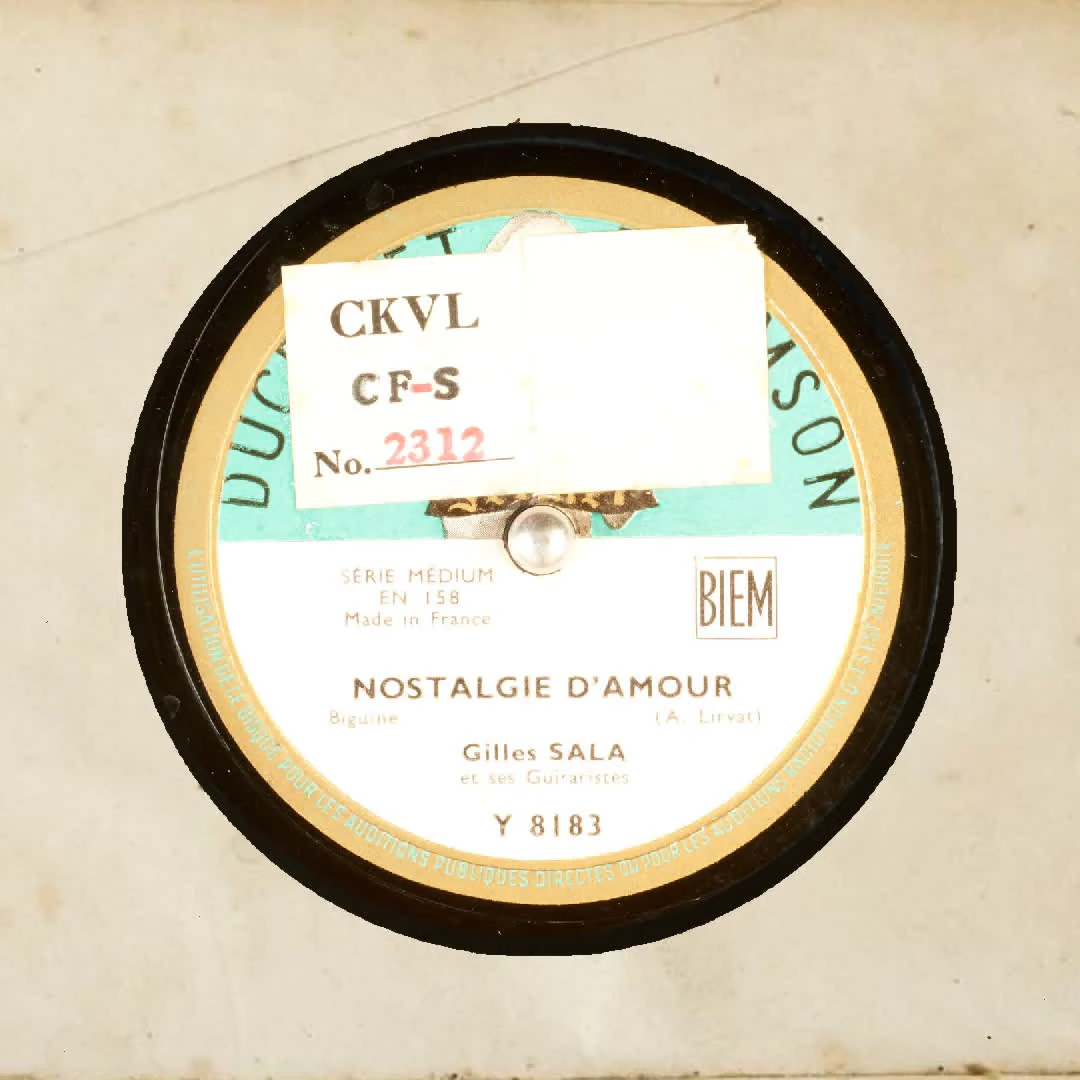 CKVL
CF-S
No. 2312
SÉRIE MÉDIUM
EN 158
Made in France
BIEM
NOSTALGIE D'AMOUR
Biguine (A. Lirvat)
Gilles SALA
et ses Guitaristes
Y 8183
POUR LES AUDITIONS PUBLIQUES DIRECTES OU POUR LES AUDITIONS